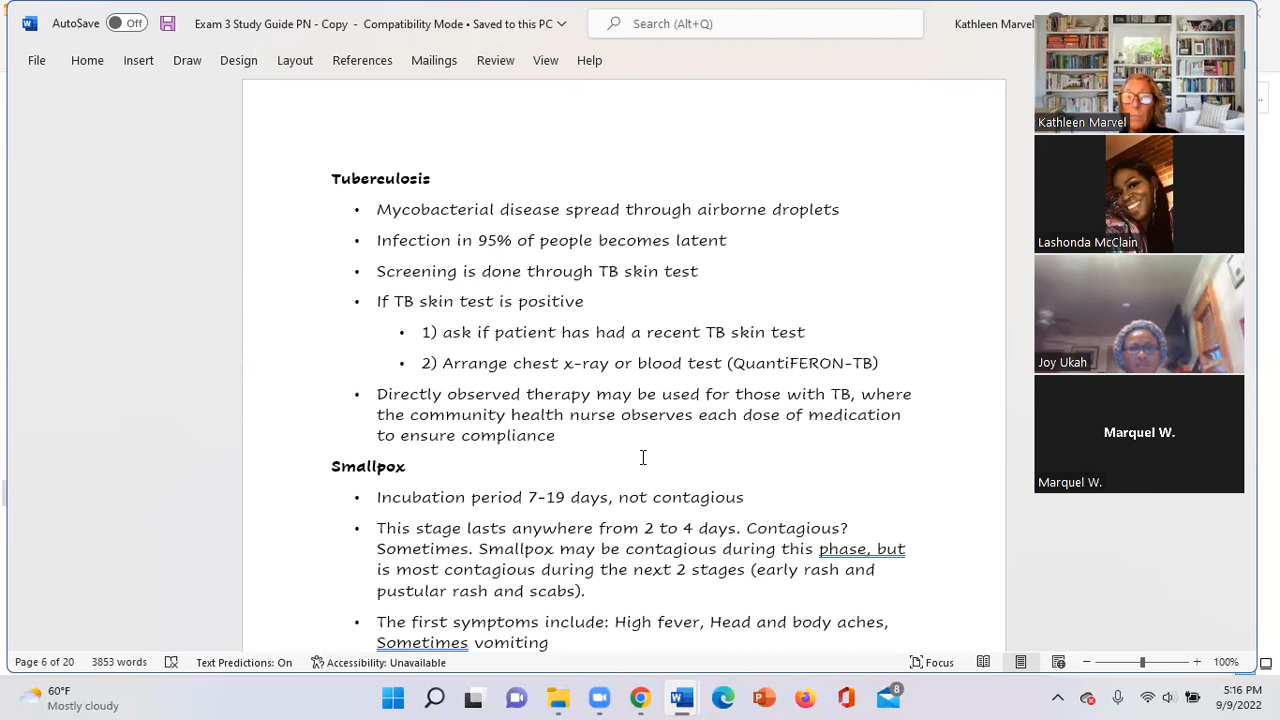 AutoSave Off Exam 3 Study Guide PN - Copy - Compatibility Mode • Saved to this PC Search (Alt+Q) Kathleen Marvel
File Home Insert Draw Design Layout References Mailings Review View Help
Tuberculosis
• Mycobacterial disease spread through airborne droplets
• Infection in 95% of people becomes latent
• Screening is done through TB skin test
• If TB skin test is positive
• 1) ask if patient has had a recent TB skin test
• 2) Arrange chest x-ray or blood test (QuantiFERON-TB)
• Directly observed therapy may be used for those with TB, where
the community health nurse observes each dose of medication
to ensure compliance
Smallpox
• Incubation period 7-19 days, not contagious
• This stage lasts anywhere from 2 to 4 days. Contagious?
Sometimes. Smallpox may be contagious during this phase, but
is most contagious during the next 2 stages (early rash and
pustular rash and scabs).
• The first symptoms include: High fever, Head and body aches,
Sometimes vomiting
Kathleen Marvel
Lashonda McClain
Joy Ukah
Marquel W.
Marquel W.
Page 6 of 20 3853 words Text Predictions: On Accessibility: Unavailable Focus 100%
60°F
Mostly cloudy
8
5:16 PM
9/9/2022